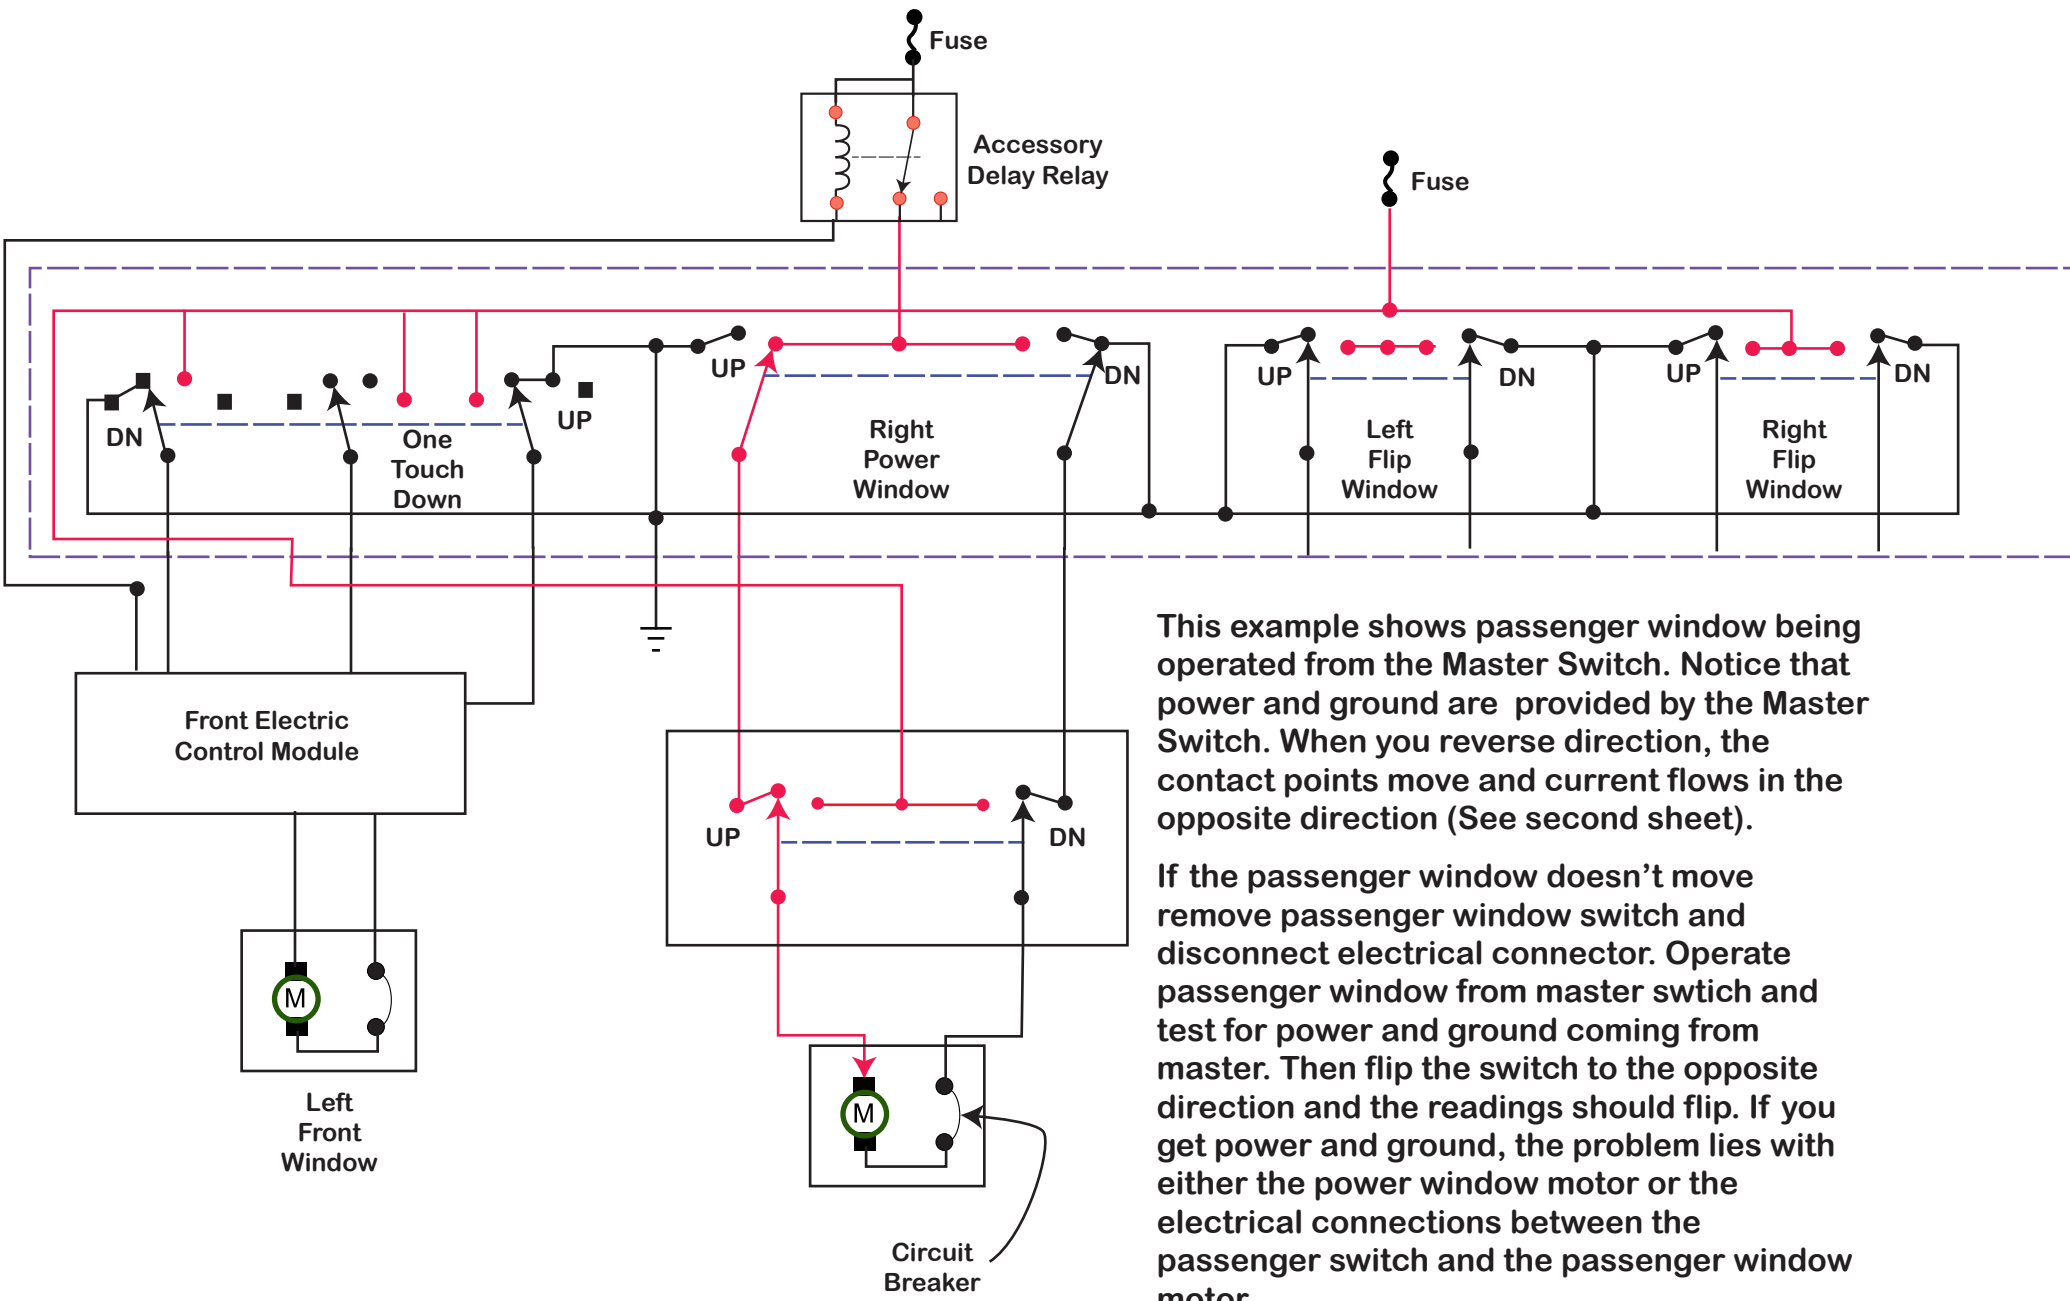 Fuse
Accessory
Delay Relay
Fuse
UP
DN
UP
DN
UP
DN
DN
One
Touch
Down
UP
Right
Power
Window
Left
Flip
Window
Right
Flip
Window
This example shows passenger window being
operated from the Master Switch. Notice that
power and ground are provided by the Master
Switch. When you reverse direction, the
contact points move and current flows in the
opposite direction (See second sheet).
Front Electric
Control Module
UP
DN
If the passenger window doesn’t move
remove passenger window switch and
disconnect electrical connector. Operate
passenger window from master swtich and
test for power and ground coming from
master. Then flip the switch to the opposite
direction and the readings should flip. If you
get power and ground, the problem lies with
either the power window motor or the
electrical connections between the
passenger switch and the passenger window
motor
M
M
Left
Front
Window
Circuit
Breaker